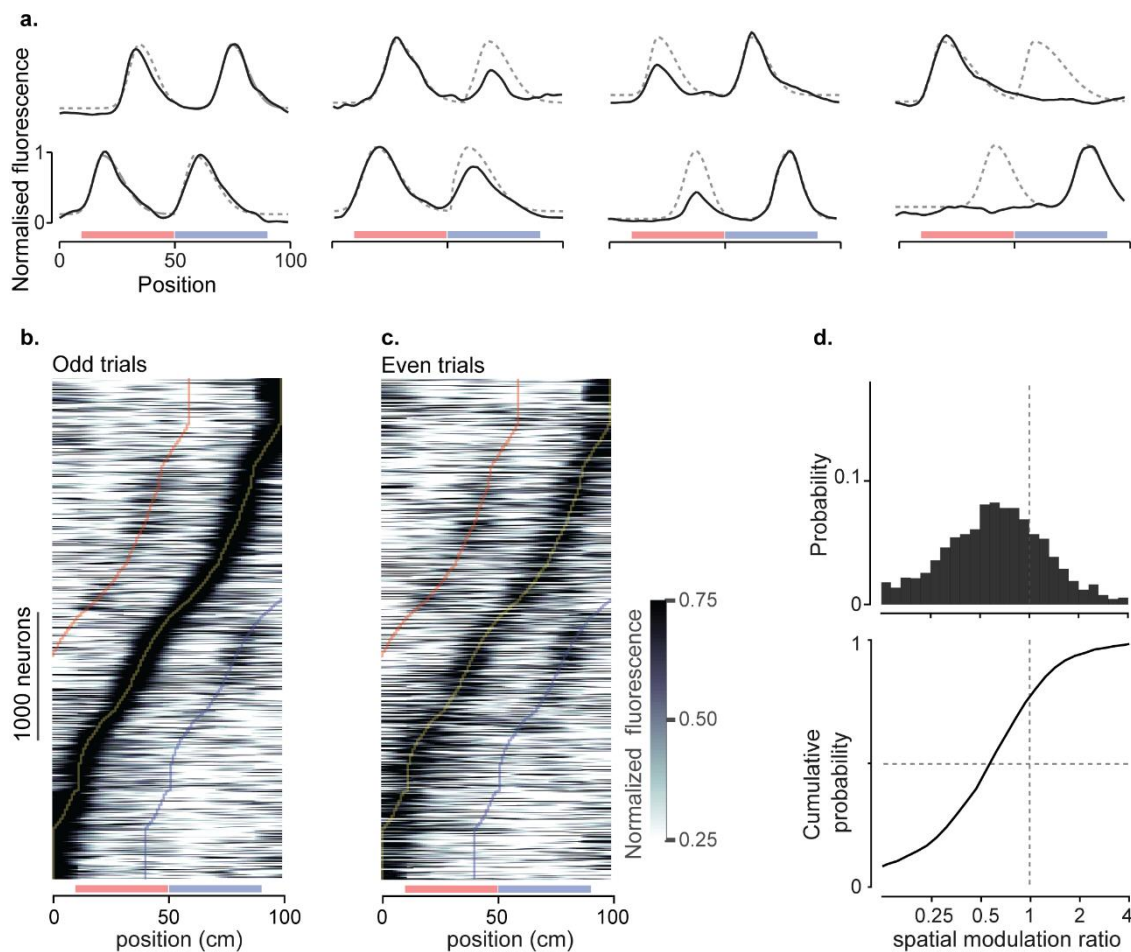 a.
Normalised fluorescence
1
0
0 50 100
Position
b.
Odd trials
1000 neurons
0 50 100
position (cm)
c.
Even trials
0.75
0.50
0.25
Normalized fluorescence
0 50 100
position (cm)
d.
Probability
0.1
0
Cumulative
probability
1
0
0.25 0.5 1 2 4
spatial modulation ratio